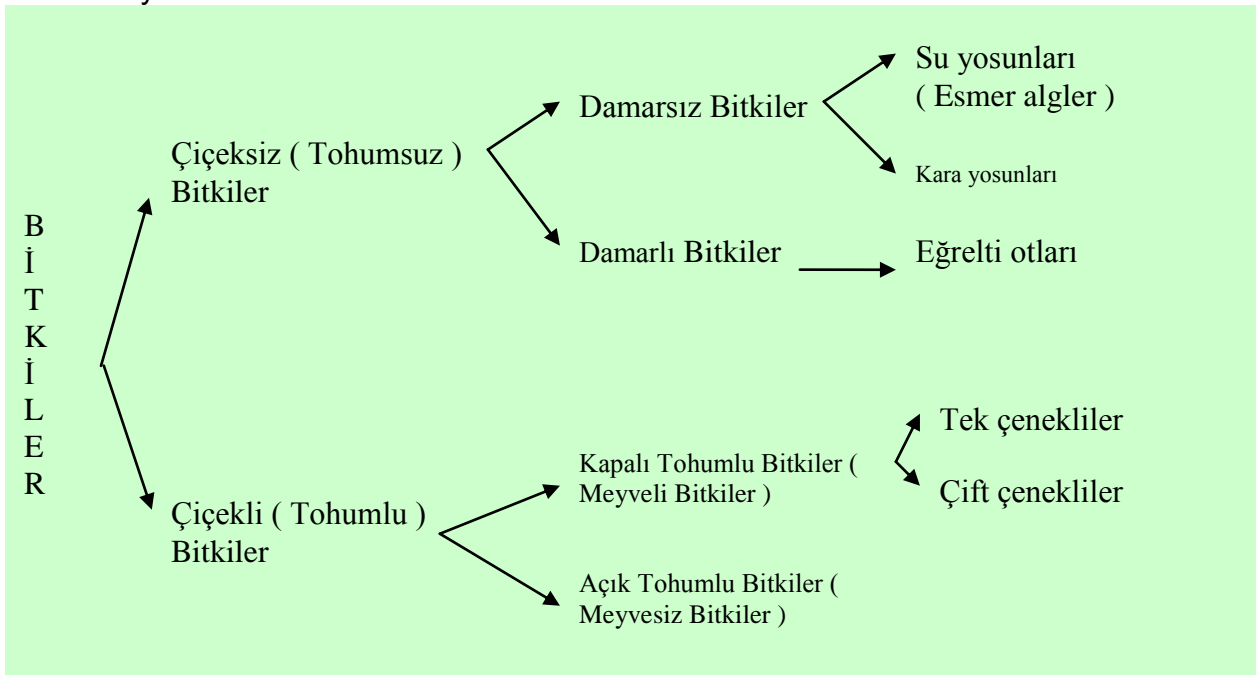 Su yosunları
( Esmer algler )
Damarsız Bitkiler
Çiçeksiz ( Tohumsuz )
Bitkiler
Kara yosunları
Damarlı Bitkiler
Eğrelti otları
B
İ
T
K
İ
L
E
R
Tek çenekliler
Kapalı Tohumlu Bitkiler (
Meyveli Bitkiler )
Çift çenekliler
Çiçekli ( Tohumlu )
Bitkiler
Açık Tohumlu Bitkiler (
Meyvesiz Bitkiler )